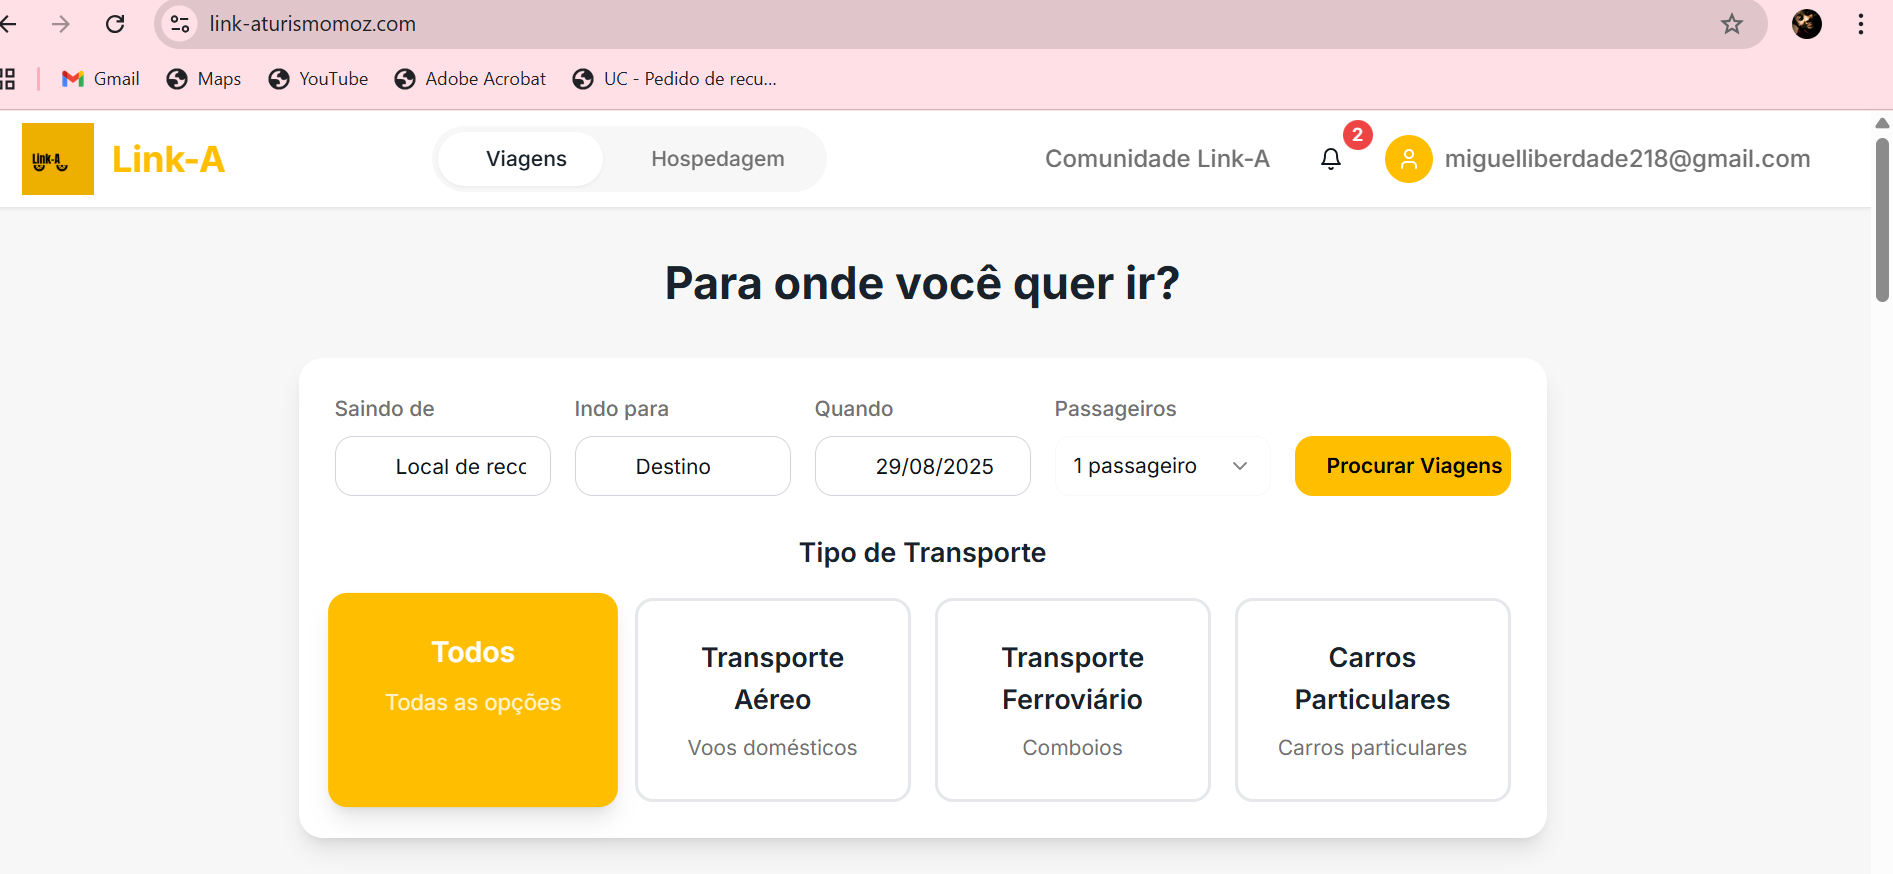 link-aturismomoz.com
Gmail Maps YouTube Adobe Acrobat UC - Pedido de recu...
Link-A Link-A Viagens Hospedagem Comunidade Link-A 2 miguelliberdade218@gmail.com
Para onde você quer ir?
Saindo de Indo para Quando Passageiros
Local de reco Destino 29/08/2025 1 passageiro Procurar Viagens
Tipo de Transporte
Todos
Todas as opções
Transporte
Aéreo
Voos domésticos
Transporte
Ferroviário
Comboios
Carros
Particulares
Carros particulares